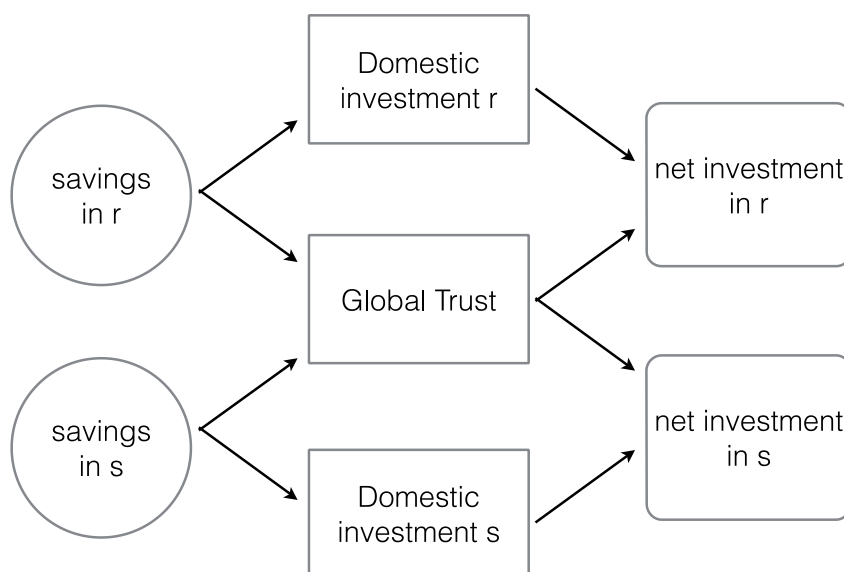 savings
in r
savings
in s
Domestic
investment r
Global Trust
Domestic
investment s
net investment
in r
net investment
in s